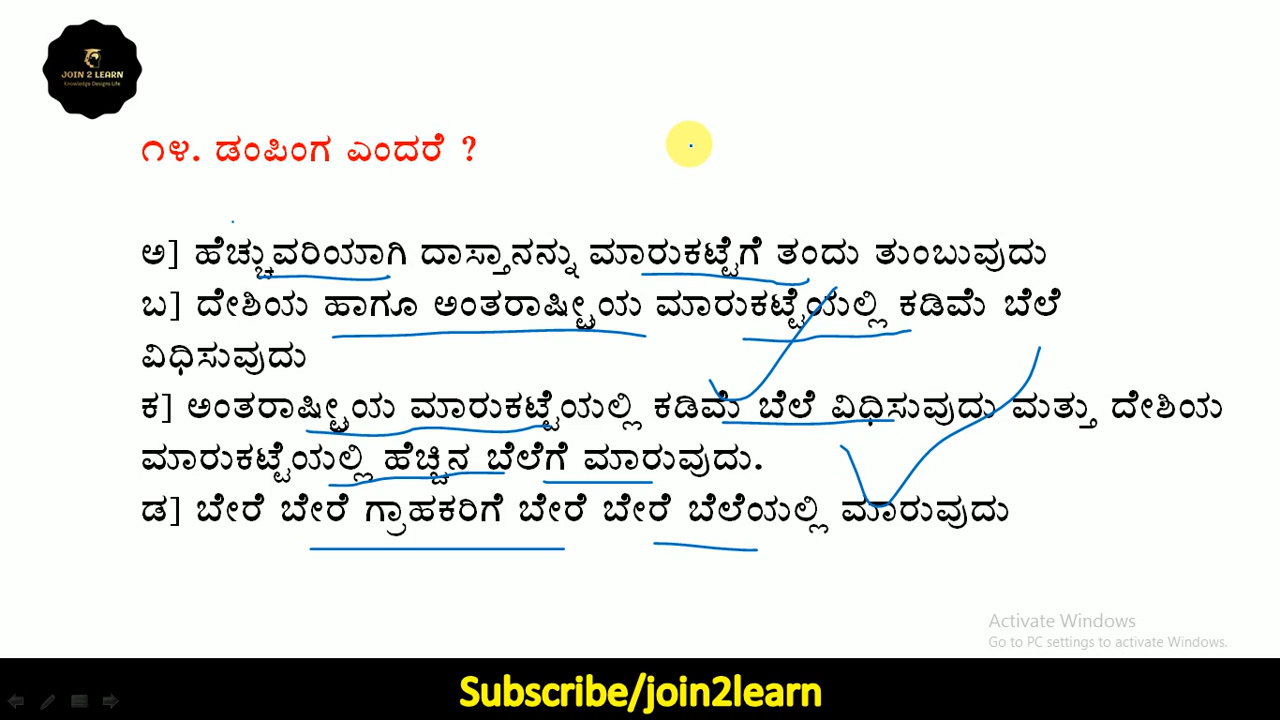 JOIN 2 LEARN
Knowledge Designs Life
೧೪. ಡಂಪಿಂಗ ಎಂದರೆ ?
ಅ] ಹೆಚ್ಚುವರಿಯಾಗಿ ದಾಸ್ತಾನನ್ನು ಮಾರುಕಟ್ಟೆಗೆ ತಂದು ತುಂಬುವುದು
ಬ] ದೇಶಿಯ ಹಾಗೂ ಅಂತರಾಷ್ಟ್ರೀಯ ಮಾರುಕಟ್ಟೆಯಲ್ಲಿ ಕಡಿಮೆ ಬೆಲೆ
ವಿಧಿಸುವುದು
ಕ] ಅಂತರಾಷ್ಟ್ರೀಯ ಮಾರುಕಟ್ಟೆಯಲ್ಲಿ ಕಡಿಮೆ ಬೆಲೆ ವಿಧಿಸುವುದು ಮತ್ತು ದೇಶಿಯ
ಮಾರುಕಟ್ಟೆಯಲ್ಲಿ ಹೆಚ್ಚಿನ ಬೆಲೆಗೆ ಮಾರುವುದು.
ಡ] ಬೇರೆ ಬೇರೆ ಗ್ರಾಹಕರಿಗೆ ಬೇರೆ ಬೇರೆ ಬೆಲೆಯಲ್ಲಿ ಮಾರುವುದು
Activate Windows
Go to PC settings to activate Windows.
Subscribe/join2learn